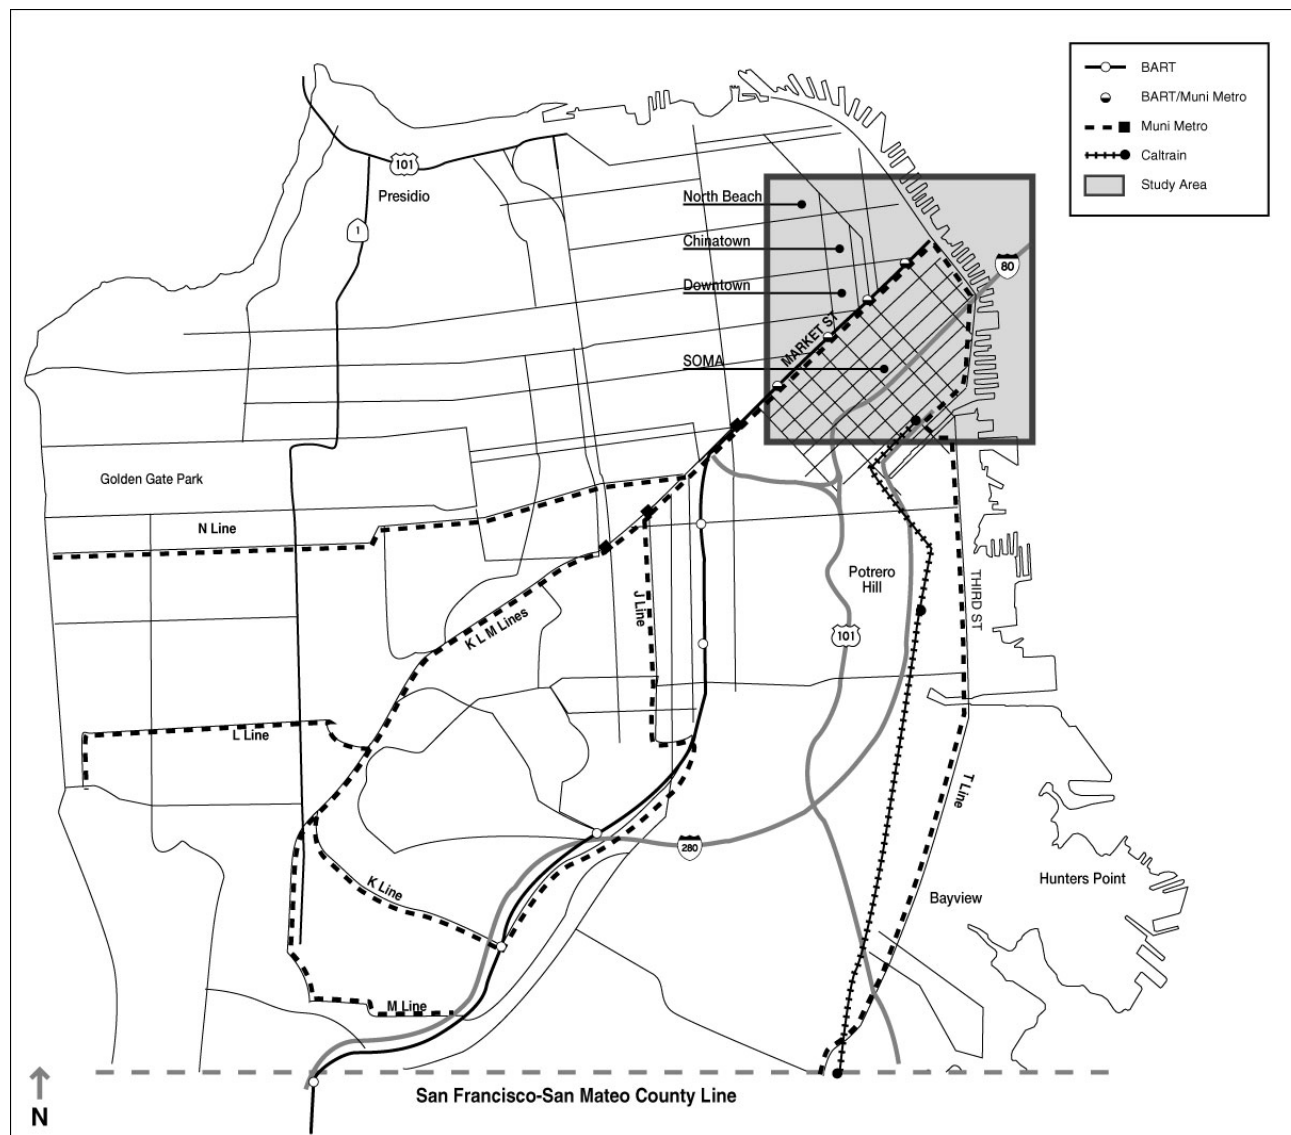 BART
BART/Muni Metro
Muni Metro
Caltrain
Study Area
101
Presidio
1
North Beach
Chinatown
Downtown
SOMA
MARKET ST
80
Golden Gate Park
N Line
K L M Lines
J Line
Potrero
Hill
101
THIRD ST
L Line
T Line
280
K Line
Bayview
Hunters Point
M Line
San Francisco-San Mateo County Line
N